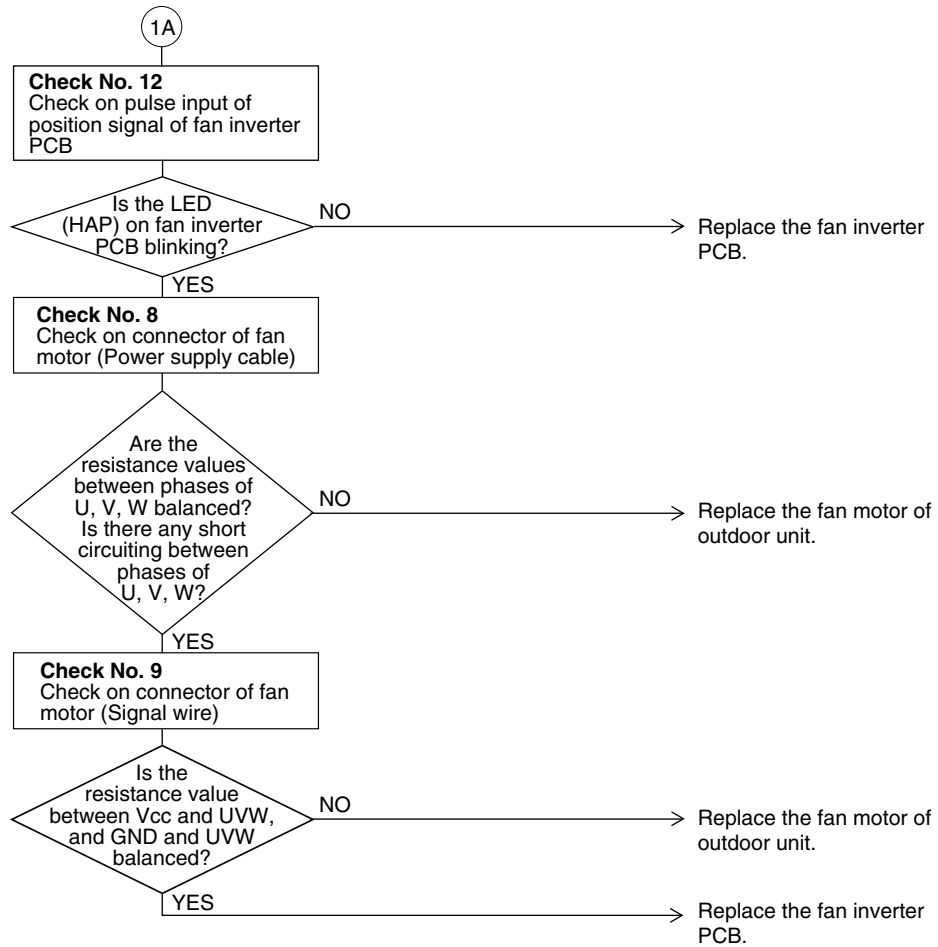 1A
Check No. 12
Check on pulse input of
position signal of fan inverter
PCB
Is the LED
(HAP) on fan inverter
PCB blinking?
NO
Replace the fan inverter
PCB.
YES
Check No. 8
Check on connector of fan
motor (Power supply cable)
Are the
resistance values
between phases of
U, V, W balanced?
Is there any short
circuiting between
phases of
U, V, W?
NO
Replace the fan motor of
outdoor unit.
YES
Check No. 9
Check on connector of fan
motor (Signal wire)
Is the
resistance value
between Vcc and UVW,
and GND and UVW
balanced?
NO
Replace the fan motor of
outdoor unit.
YES
Replace the fan inverter
PCB.